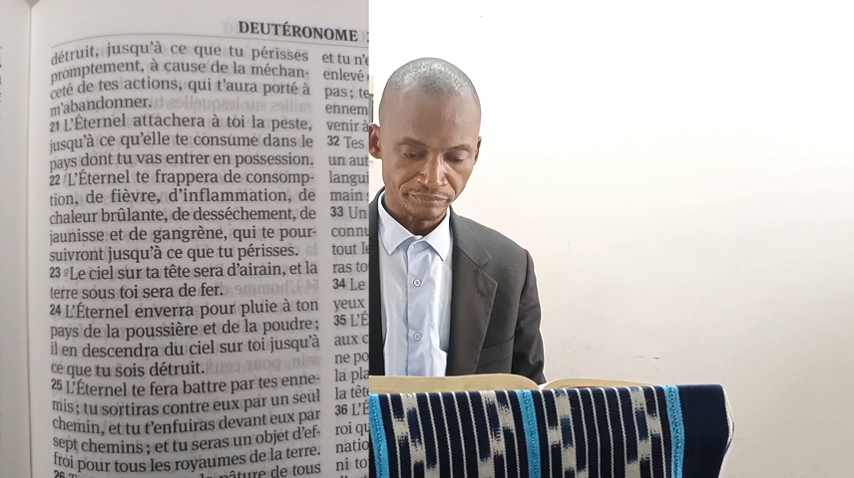 DEUTÉRONOME
détruit, jusqu'à ce que tu périsses
promptement, à cause de la méchan-
ceté de tes actions, qui t'aura porté à
m'abandonner.
21 L'Éternel attachera à toi la peste,
jusqu'à ce qu'elle te consume dans le
pays dont tu vas entrer en possession.
22 L'Éternel te frappera de consomp-
tion, de fièvre, d'inflammation, de
chaleur brûlante, de desséchement, de
jaunisse et de gangrène, qui te pour-
suivront jusqu'à ce que tu périsses.
23 Le ciel sur ta tête sera d'airain, et la
terre sous toi sera de fer.
24 L'Éternel enverra pour pluie à ton
pays de la poussière et de la poudre;
il en descendra du ciel sur toi jusqu'à
ce que tu sois détruit.
25 L'Éternel te fera battre par tes enne-
mis; tu sortiras contre eux par un seul
chemin, et tu t'enfuiras devant eux par
sept chemins; et tu seras un objet d'ef-
froi pour tous les royaumes de la terre.
26 pâture de tous
et tu n'e
enlevé
pas; te
ennem
venir à
32 Tes
un aut
langui
main
33 Un
connu
tout le
ras to
34 Le
yeux
35 L'É
aux c
ne po
la pla
la tê
36 L'É
roi qu
natio
ni to